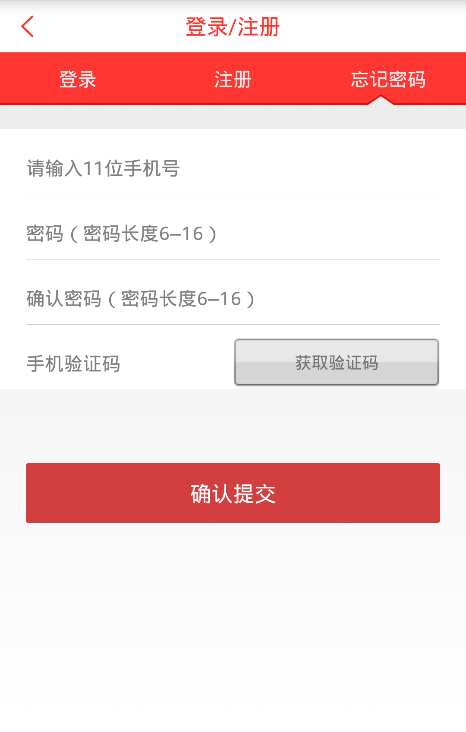 登录/注册
登录 注册 忘记密码
请输入11位手机号
密码（密码长度6–16）
确认密码（密码长度6–16）
手机验证码 获取验证码
确认提交